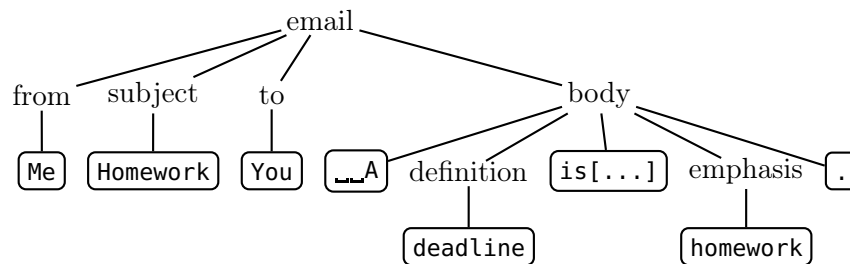 email
from subject to body
Me Homework You ␣␣A definition is[...] emphasis .
deadline homework